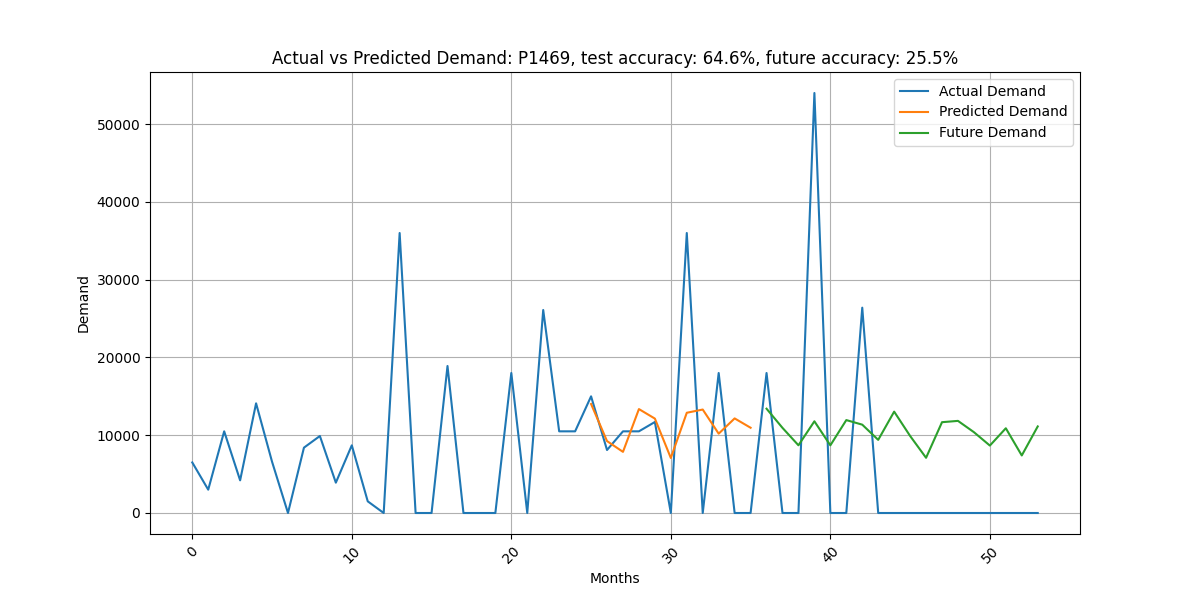 Actual vs Predicted Demand: P1469, test accuracy: 64.6%, future accuracy: 25.5%
Actual Demand
Predicted Demand
Future Demand
Demand
50000
40000
30000
20000
10000
0
0
10
20
30
40
50
Months